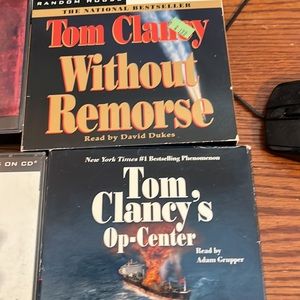 RANDOM HOUSE
THE NATIONAL BESTSELLER
Tom Clancy
Without
Remorse
Read by David Dukes
S ON CD
New York Times #1 Bestselling Phenomenon
Tom
Clancy's
Op-Center
Read by
Adam Grupper